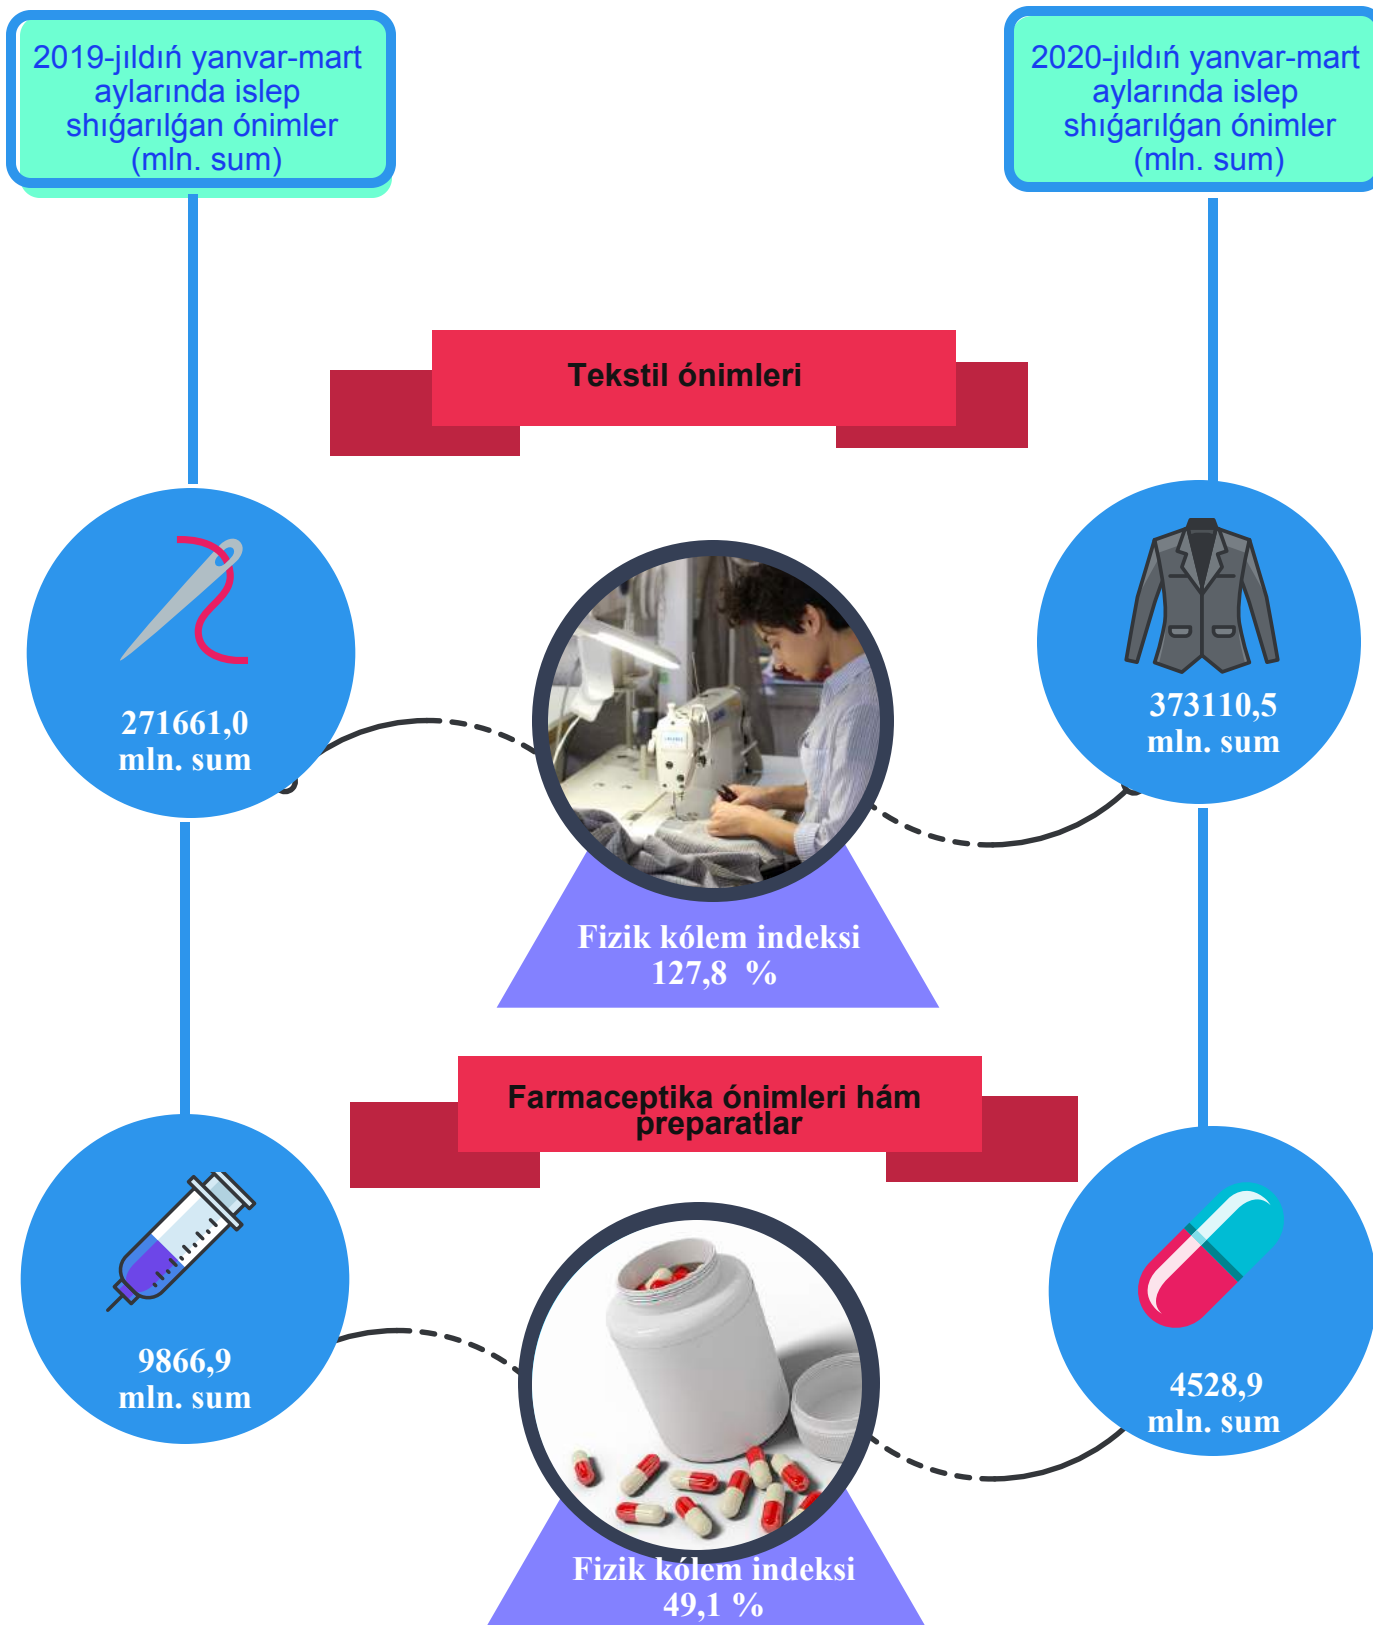 2019-jıldıń yanvar-mart
aylarında islep
shıǵarılǵan ónimler
(mln. sum)
2020-jıldıń yanvar-mart
aylarında islep
shıǵarılǵan ónimler
(mln. sum)
Tekstil ónimleri
271661,0
mln. sum
373110,5
mln. sum
Fizik kólem indeksi
127,8 %
Farmaceptika ónimleri hám
preparatlar
9866,9
mln. sum
4528,9
mln. sum
Fizik kólem indeksi
49,1 %